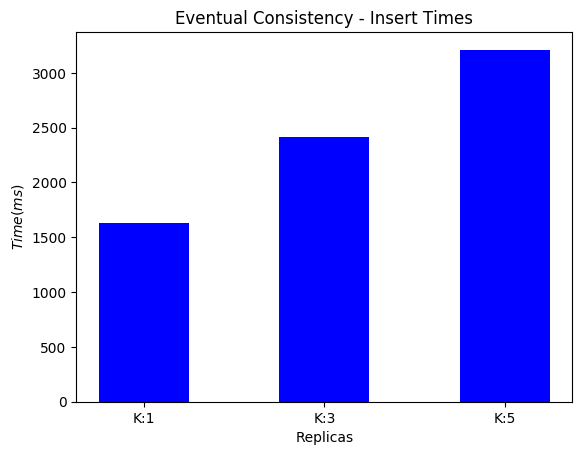 Eventual Consistency - Insert Times
3000
2500
2000
1500
1000
500
0
Time(ms)
K:1 K:3 K:5
Replicas